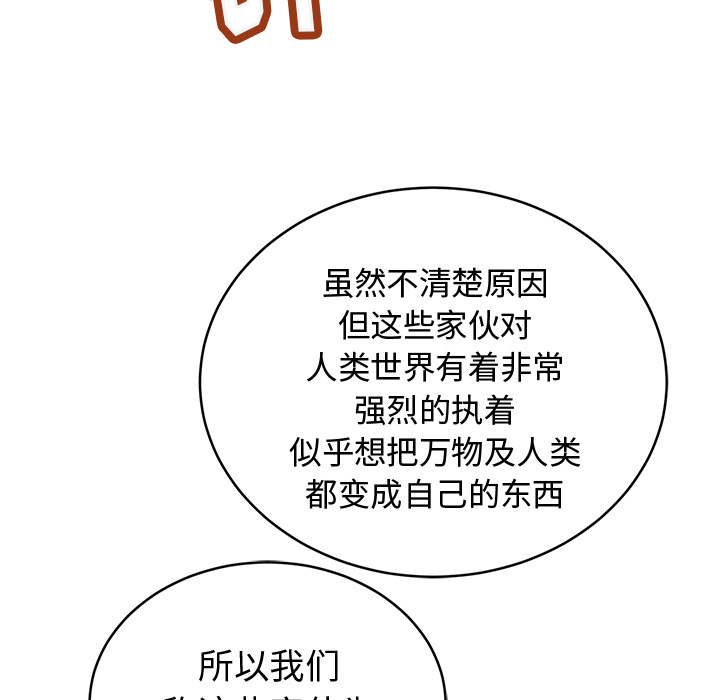 虽然不清楚原因
但这些家伙对
人类世界有着非常
强烈的执着
似乎想把万物及人类
都变成自己的东西
所以我们